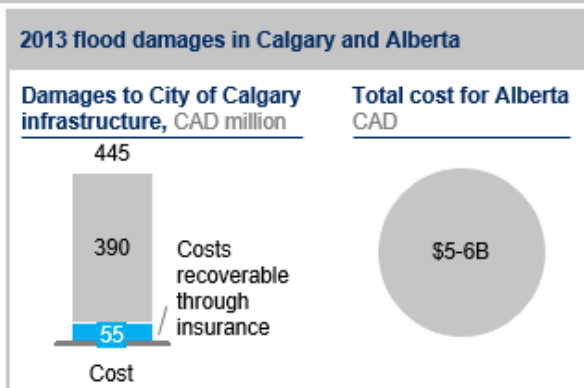 2013 flood damages in Calgary and Alberta
Damages to City of Calgary
infrastructure, CAD million
445
390
55
Cost
Costs
recoverable
through
insurance
Total cost for Alberta
CAD
$5-6B